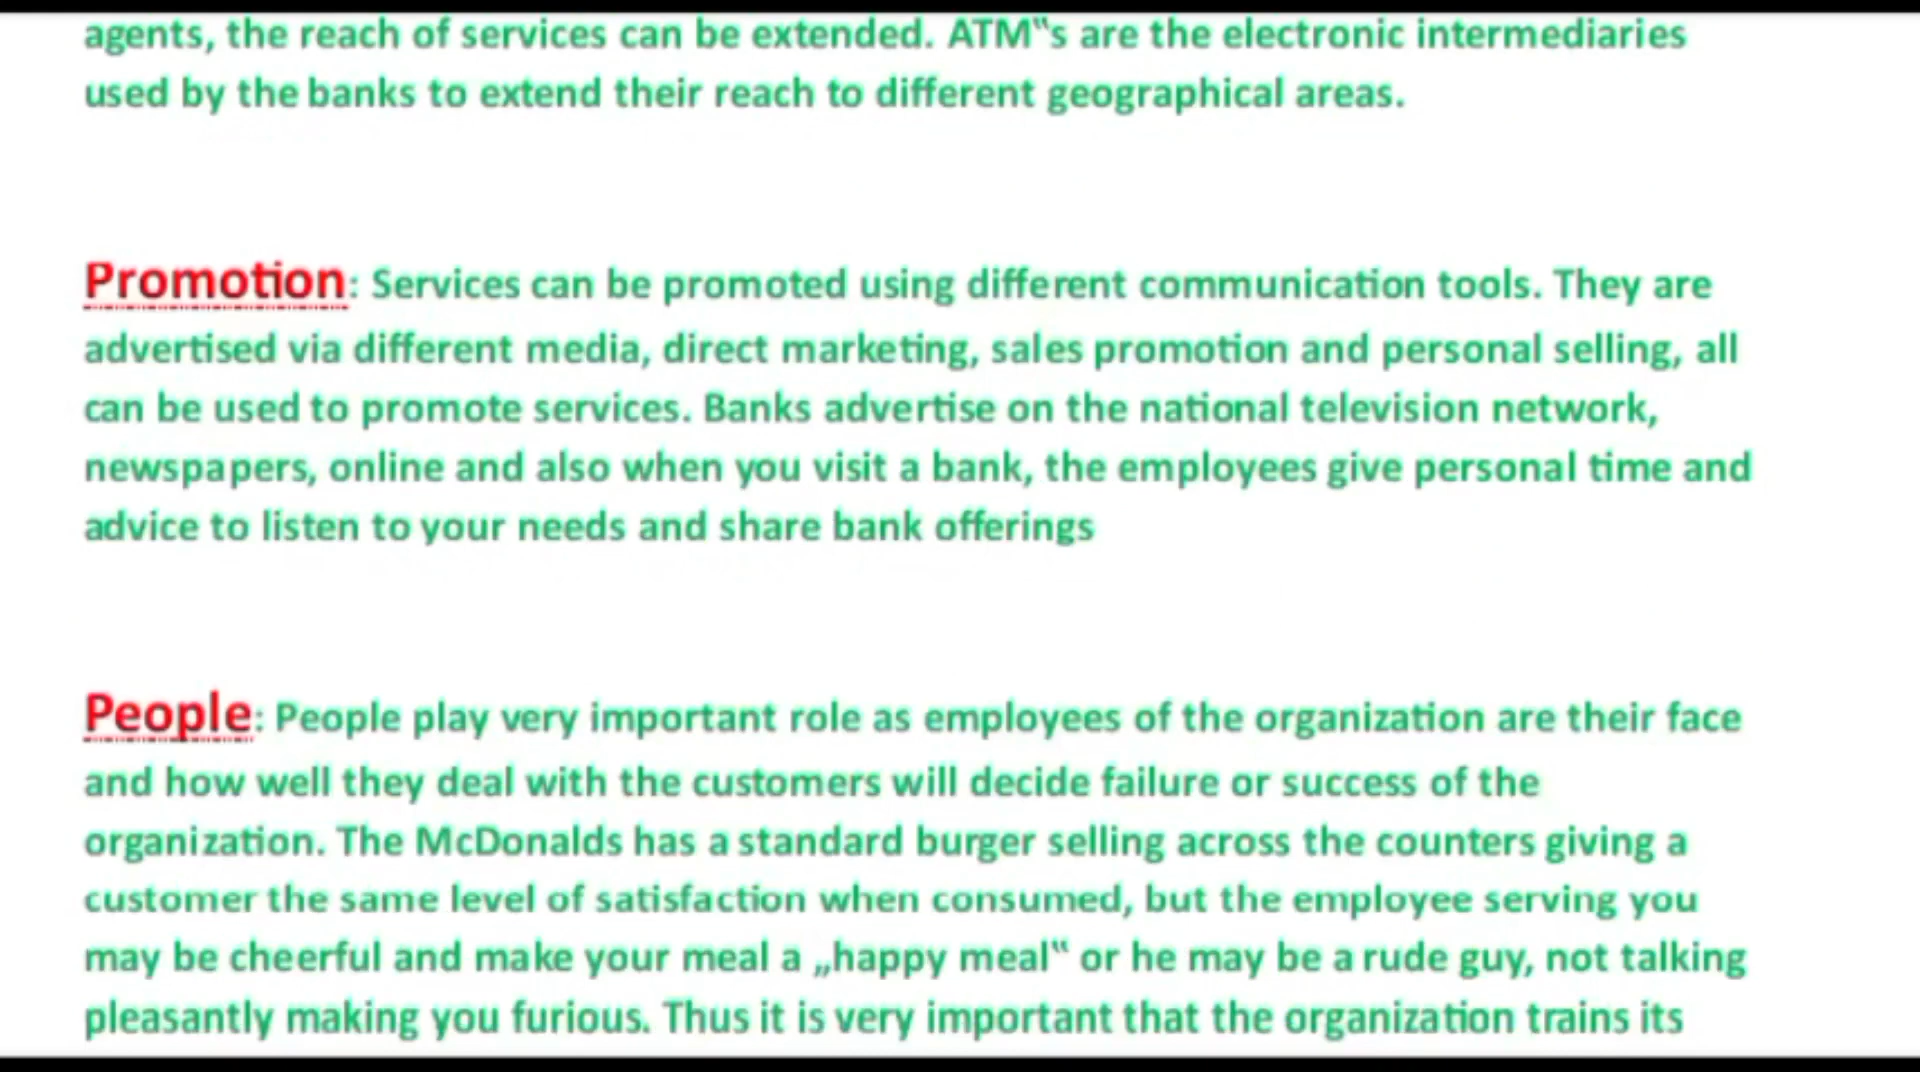 agents, the reach of services can be extended. ATM‟s are the electronic intermediaries
used by the banks to extend their reach to different geographical areas.
Promotion: Services can be promoted using different communication tools. They are
advertised via different media, direct marketing, sales promotion and personal selling, all
can be used to promote services. Banks advertise on the national television network,
newspapers, online and also when you visit a bank, the employees give personal time and
advice to listen to your needs and share bank offerings
People: People play very important role as employees of the organization are their face
and how well they deal with the customers will decide failure or success of the
organization. The McDonalds has a standard burger selling across the counters giving a
customer the same level of satisfaction when consumed, but the employee serving you
may be cheerful and make your meal a „happy meal‟ or he may be a rude guy, not talking
pleasantly making you furious. Thus it is very important that the organization trains its